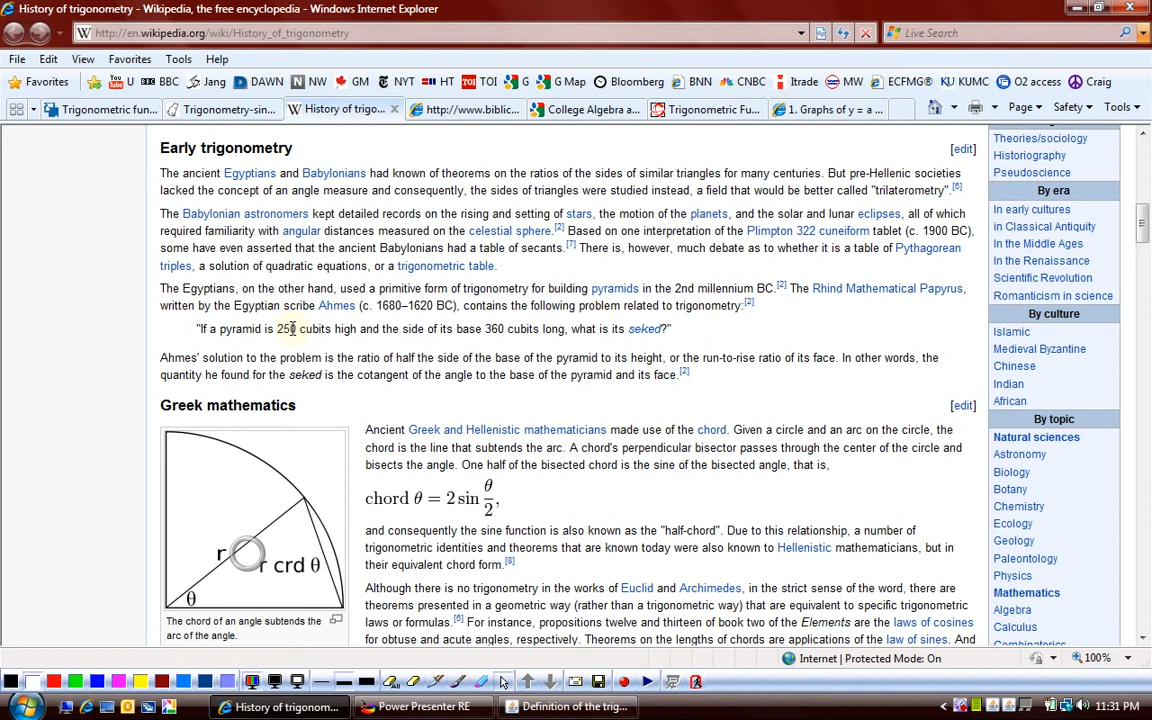 History of trigonometry - Wikipedia, the free encyclopedia - Windows Internet Explorer
http://en.wikipedia.org/wiki/History_of_trigonometry
Live Search
File Edit View Favorites Tools Help
Favorites You BBC Jang DAWN NW GM NYT HT TOI TOI G G Map Bloomberg BNN CNBC Itrade MW ECFMG® KU KUMC O2 access Craig
Trigonometric fun... Trigonometry-sin... History of trigo... http://www.biblic... College Algebra a... Trigonometric Fu... 1. Graphs of y = a ... Page Safety Tools
Early trigonometry
[edit]
The ancient Egyptians and Babylonians had known of theorems on the ratios of the sides of similar triangles for many centuries. But pre-Hellenic societies
lacked the concept of an angle measure and consequently, the sides of triangles were studied instead, a field that would be better called "trilaterometry".[6]
The Babylonian astronomers kept detailed records on the rising and setting of stars, the motion of the planets, and the solar and lunar eclipses, all of which
required familiarity with angular distances measured on the celestial sphere.[2] Based on one interpretation of the Plimpton 322 cuneiform tablet (c. 1900 BC),
some have even asserted that the ancient Babylonians had a table of secants.[7] There is, however, much debate as to whether it is a table of Pythagorean
triples, a solution of quadratic equations, or a trigonometric table.
The Egyptians, on the other hand, used a primitive form of trigonometry for building pyramids in the 2nd millennium BC.[2] The Rhind Mathematical Papyrus,
written by the Egyptian scribe Ahmes (c. 1680–1620 BC), contains the following problem related to trigonometry:[2]
"If a pyramid is 250 cubits high and the side of its base 360 cubits long, what is its seked?"
Ahmes' solution to the problem is the ratio of half the side of the base of the pyramid to its height, or the run-to-rise ratio of its face. In other words, the
quantity he found for the seked is the cotangent of the angle to the base of the pyramid and its face.[2]
Greek mathematics
[edit]
r
r crd θ
θ
The chord of an angle subtends the
arc of the angle.
Ancient Greek and Hellenistic mathematicians made use of the chord. Given a circle and an arc on the circle, the
chord is the line that subtends the arc. A chord's perpendicular bisector passes through the center of the circle and
bisects the angle. One half of the bisected chord is the sine of the bisected angle, that is,
chord θ = 2 sin θ/2,
and consequently the sine function is also known as the "half-chord". Due to this relationship, a number of
trigonometric identities and theorems that are known today were also known to Hellenistic mathematicians, but in
their equivalent chord form.[8]
Although there is no trigonometry in the works of Euclid and Archimedes, in the strict sense of the word, there are
theorems presented in a geometric way (rather than a trigonometric way) that are equivalent to specific trigonometric
laws or formulas.[6] For instance, propositions twelve and thirteen of book two of the Elements are the laws of cosines
for obtuse and acute angles, respectively. Theorems on the lengths of chords are applications of the law of sines. And
Theories/sociology
Historiography
Pseudoscience
By era
In early cultures
in Classical Antiquity
In the Middle Ages
In the Renaissance
Scientific Revolution
Romanticism in science
By culture
Islamic
Medieval Byzantine
Chinese
Indian
African
By topic
Natural sciences
Astronomy
Biology
Botany
Chemistry
Ecology
Geology
Paleontology
Physics
Mathematics
Algebra
Calculus
Combinatorics
Internet | Protected Mode: On 100%
History of trigonom... Power Presenter RE Definition of the trig... 11:31 PM